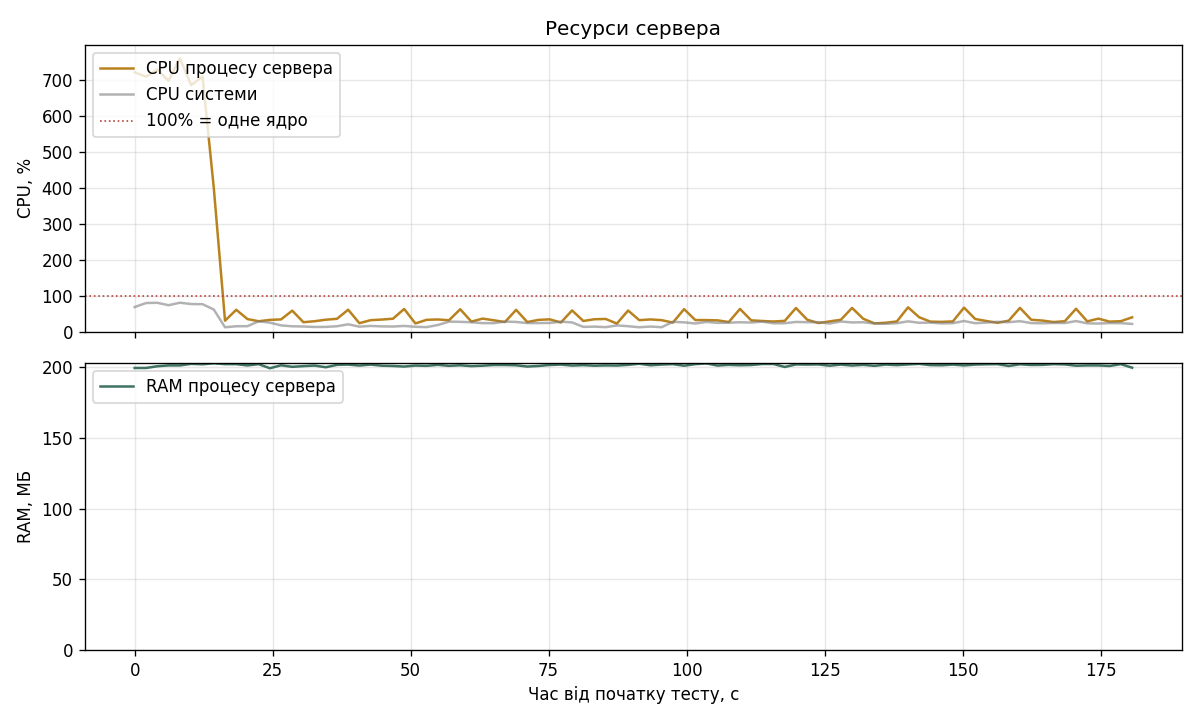 Ресурси сервера
CPU, %
700
600
500
400
300
200
100
0
CPU процесу сервера
CPU системи
100% = одне ядро
RAM, МБ
200
150
100
50
0
RAM процесу сервера
0 25 50 75 100 125 150 175
Час від початку тесту, с